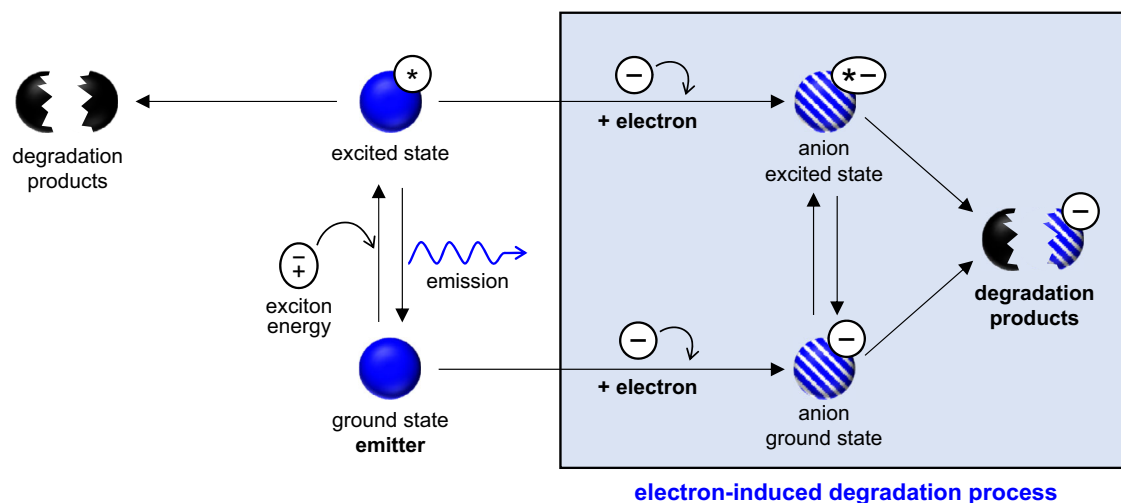 *
−
* −
+ electron
degradation
products
excited state
anion
excited state
−
−
+
exciton
energy
emission
degradation
products
−
−
+ electron
ground state
emitter
anion
ground state
electron-induced degradation process